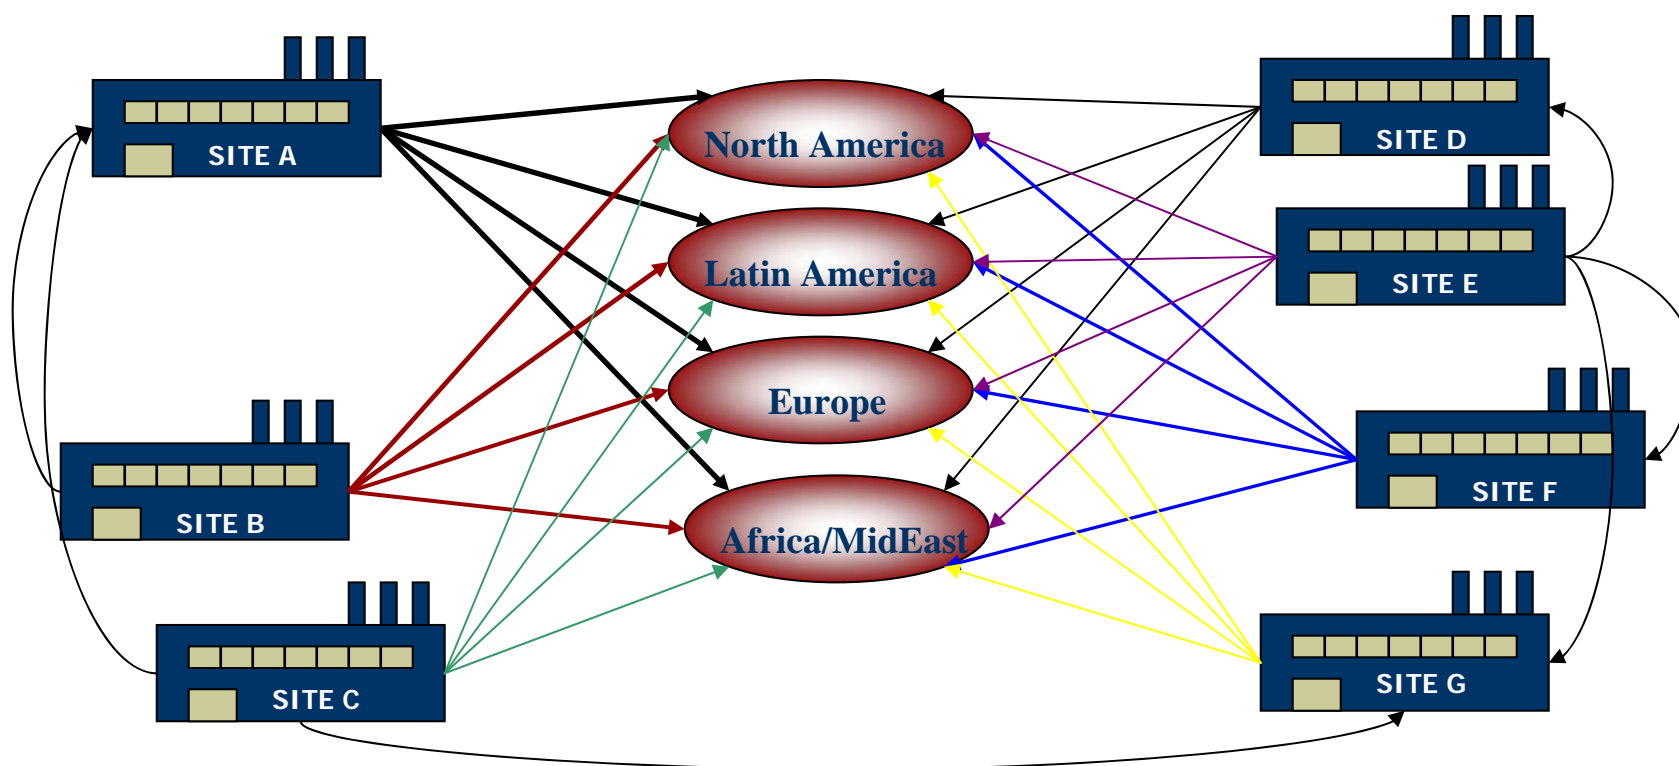 SITE A
SITE B
SITE C
North America
Latin America
Europe
Africa/MidEast
SITE D
SITE E
SITE F
SITE G